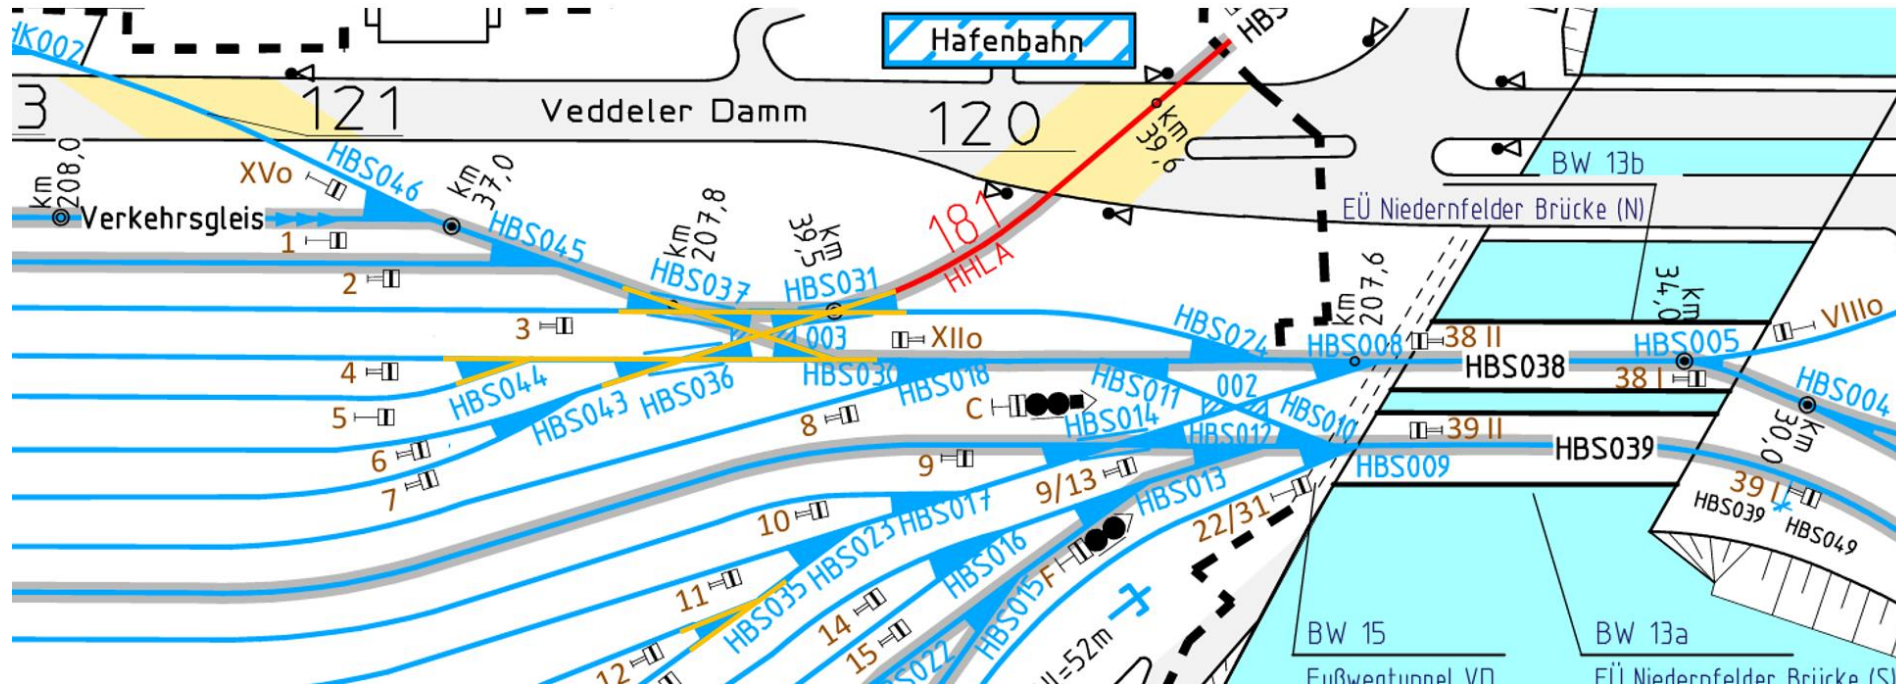 HK002
Hafenbahn
HBS
3
121
Veddeler Damm
120
km
39,6
km
208,0
XVo
HBS046
km
37,0
Verkehrsgleis
1
2
HBS045
km
207,8
HBS037
39,5
km
HBS031
181
HHLA
BW 13b
EÜ Niedernfelder Brücke (N)
km
207,6
34,0
km
3
003
XIIo
HBS024
HBS008
38 II
HBS038
HBS005
VIIIo
38 I
HBS004
4
HBS044
HBS036
HBS030
HBS018
HBS011
002
HBS010
5
HBS043
8
C
HBS014
HBS012
39 II
HBS039
HBS009
km
30,0
6
7
9
9/13
HBS013
22/31
39 I
HBS039
HBS049
10
HBS017
HBS023
HBS016
F
11
HBS035
14
15
HBS015
12
HBS022
=52m
BW 15
Fußwegtunnel VD
BW 13a
EÜ Niedernfelder Brücke (S)